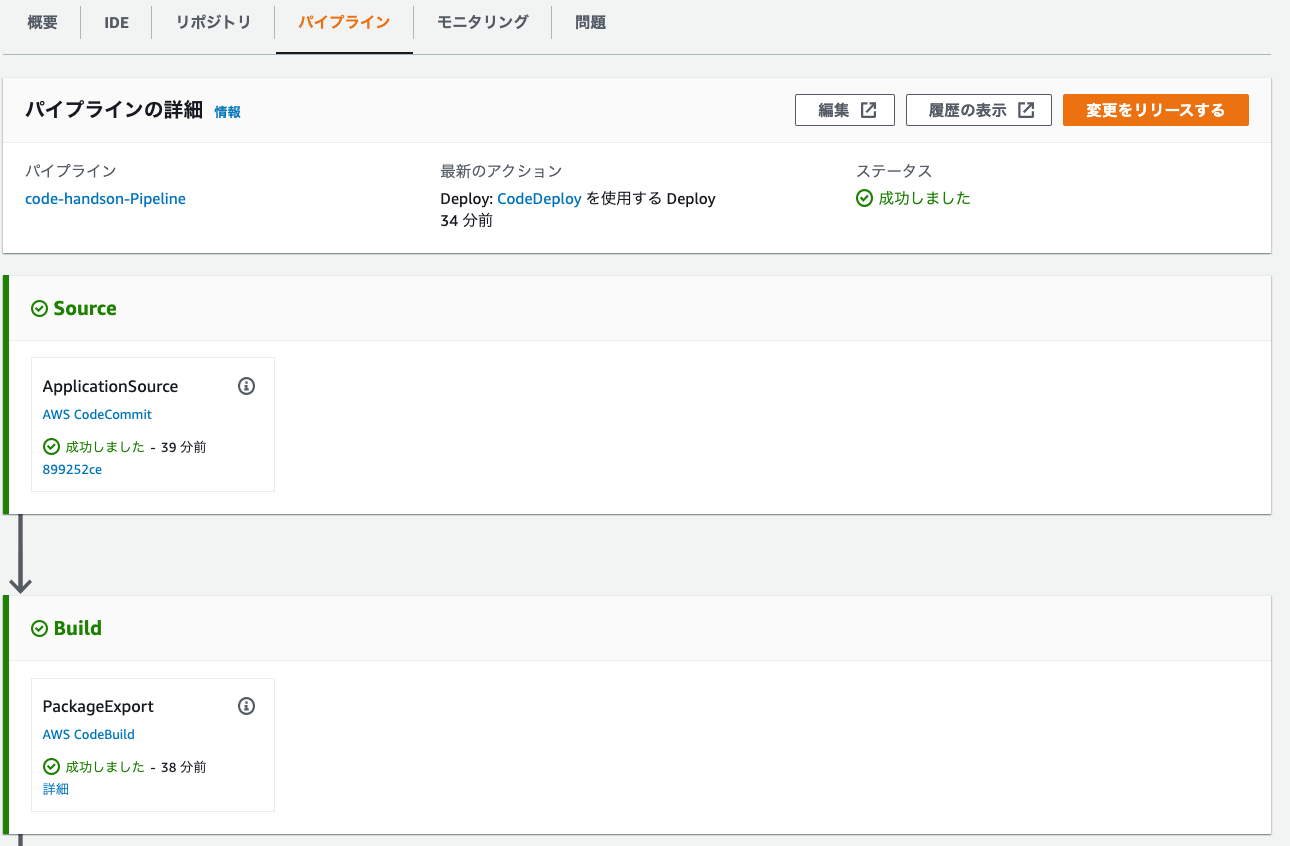 概要 IDE リポジトリ パイプライン モニタリング 問題
パイプラインの詳細 情報 編集 履歴の表示 変更をリリースする
パイプライン 最新のアクション ステータス
code-handson-Pipeline Deploy: CodeDeploy を使用する Deploy 成功しました
34 分前
Source
ApplicationSource
AWS CodeCommit
成功しました - 39 分前
899252ce
Build
PackageExport
AWS CodeBuild
成功しました - 38 分前
詳細